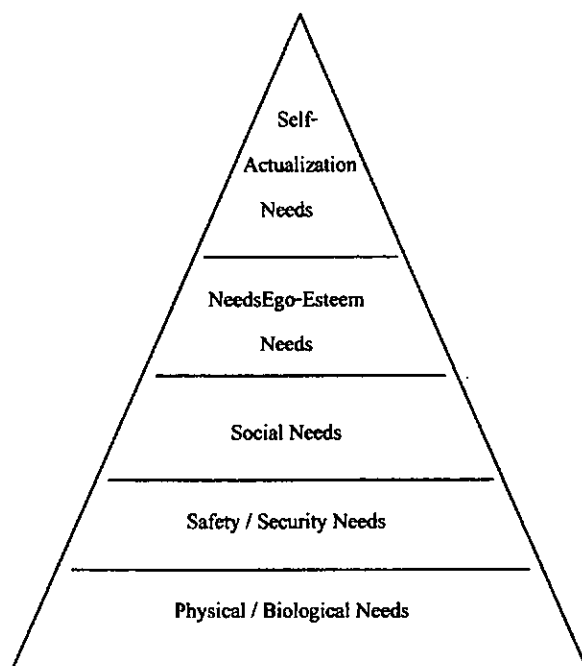 Self-
Actualization
Needs
NeedsEgo-Esteem
Needs
Social Needs
Safety / Security Needs
Physical / Biological Needs